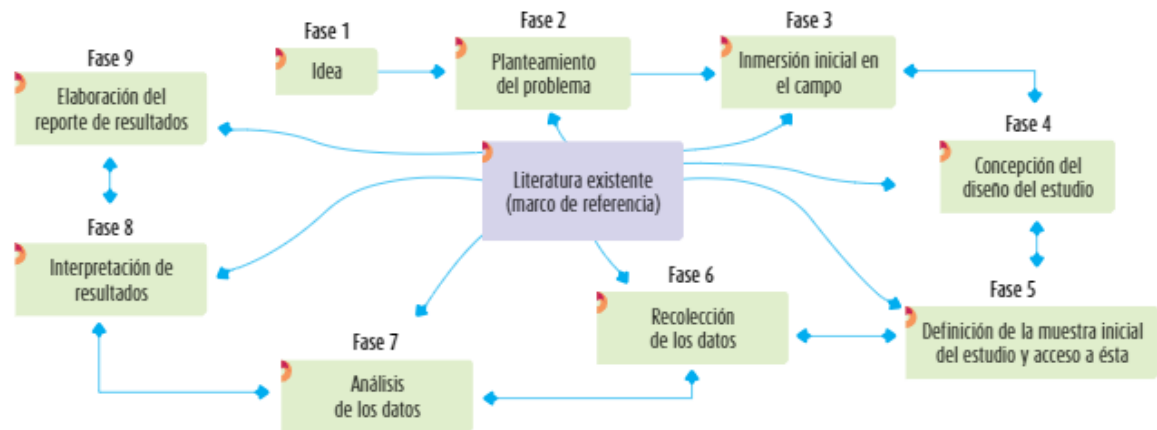 Fase 1
Idea
Fase 2
Planteamiento
del problema
Fase 3
Inmersión inicial en
el campo
Fase 4
Concepción del
diseño del estudio
Fase 5
Definición de la muestra inicial
del estudio y acceso a ésta
Fase 6
Recolección
de los datos
Fase 7
Análisis
de los datos
Fase 8
Interpretación de
resultados
Fase 9
Elaboración del
reporte de resultados
Literatura existente
(marco de referencia)